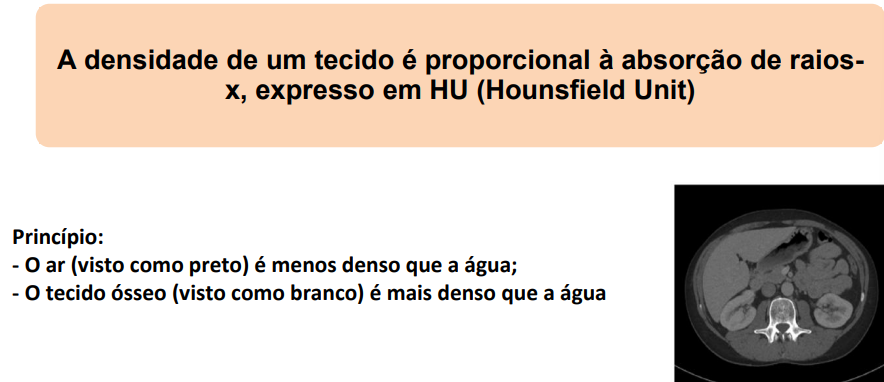 A densidade de um tecido é proporcional à absorção de raios-
x, expresso em HU (Hounsfield Unit)
Princípio:
- O ar (visto como preto) é menos denso que a água;
- O tecido ósseo (visto como branco) é mais denso que a água